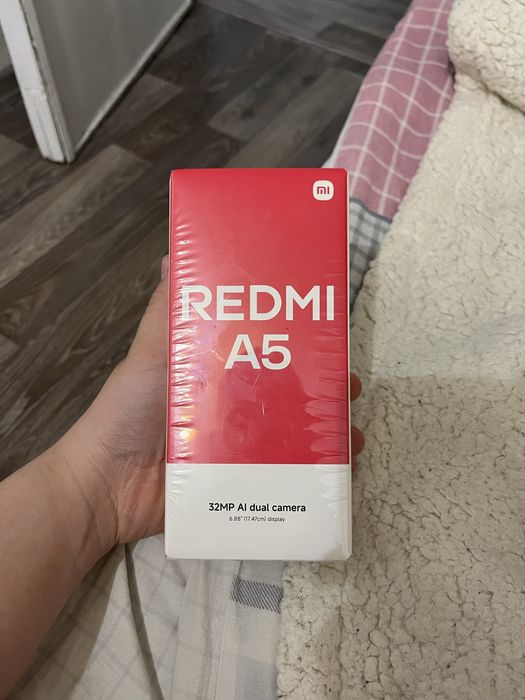 mi
REDMI
A5
32MP AI dual camera
6.88" (17.47cm) display